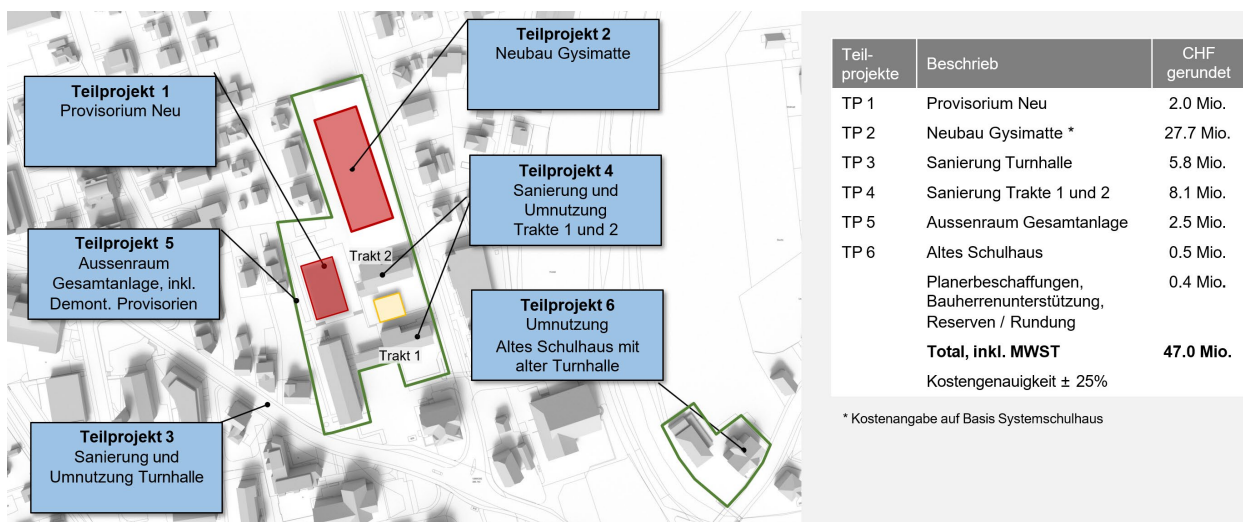 Teilprojekt 2
Neubau Gysimatte
Teilprojekt 1
Provisorium Neu
Teilprojekt 4
Sanierung und
Umnutzung
Trakte 1 und 2
Teilprojekt 5
Aussenraum
Gesamtanlage, inkl.
Demont. Provisorien
Trakt 2
Trakt 1
Teilprojekt 6
Umnutzung
Altes Schulhaus mit
alter Turnhalle
Teilprojekt 3
Sanierung und
Umnutzung Turnhalle
Teil-
projekte Beschrieb CHF
gerundet
TP 1 Provisorium Neu 2.0 Mio.
TP 2 Neubau Gysimatte * 27.7 Mio.
TP 3 Sanierung Turnhalle 5.8 Mio.
TP 4 Sanierung Trakte 1 und 2 8.1 Mio.
TP 5 Aussenraum Gesamtanlage 2.5 Mio.
TP 6 Altes Schulhaus 0.5 Mio.
Planerbeschaffungen, 0.4 Mio.
Bauherrenunterstützung,
Reserven / Rundung
Total, inkl. MWST 47.0 Mio.
Kostengenauigkeit ± 25%
* Kostenangabe auf Basis Systemschulhaus